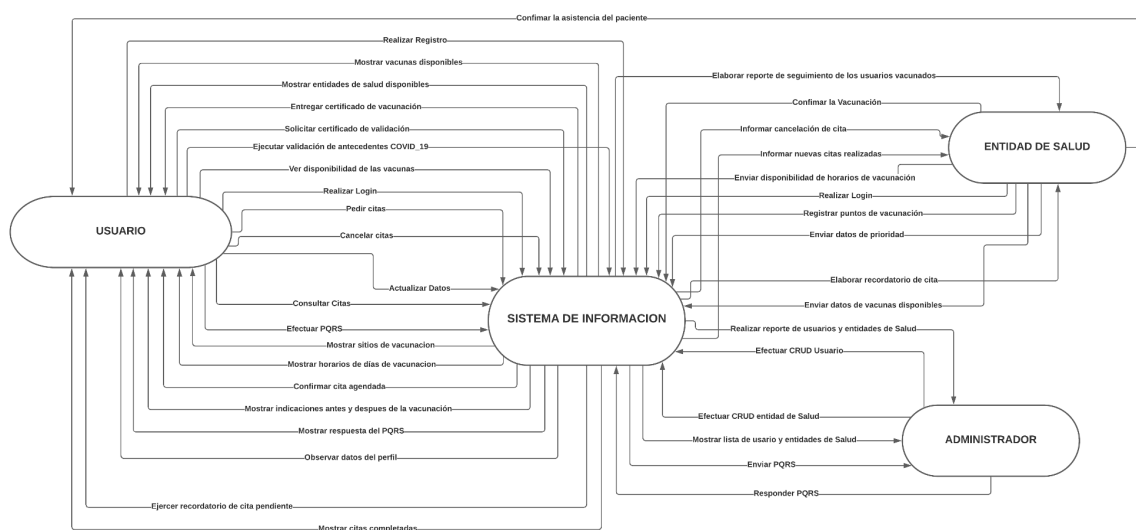 Confimar la asistencia del paciente
Realizar Registro
Mostrar vacunas disponibles
Elaborar reporte de seguimiento de los usuarios vacunados
Mostrar entidades de salud disponibles
Entregar certificado de vacunación
Confimar la Vacunación
Solicitar certificado de validación
Informar cancelación de cita
Ejecutar validación de antecedentes COVID_19
ENTIDAD DE SALUD
Informar nuevas citas realizadas
Ver disponibilidad de las vacunas
Enviar disponibilidad de horarios de vacunación
Realizar Login
Realizar Login
Pedir citas
Registrar puntos de vacunación
USUARIO
Cancelar citas
Enviar datos de prioridad
Elaborar recordatorio de cita
Actualizar Datos
Consultar Citas
Enviar datos de vacunas disponibles
SISTEMA DE INFORMACION
Efectuar PQRS
Realizar reporte de usuarios y entidades de Salud
Mostrar sitios de vacunacion
Efectuar CRUD Usuario
Mostrar horarios de días de vacunacion
Confirmar cita agendada
Mostrar indicaciones antes y despues de la vacunación
Efectuar CRUD entidad de Salud
Mostrar respuesta del PQRS
Mostrar lista de usario y entidades de Salud
ADMINISTRADOR
Observar datos del perfil
Enviar PQRS
Responder PQRS
Ejercer recordatorio de cita pendiente
Mostrar citas completadas